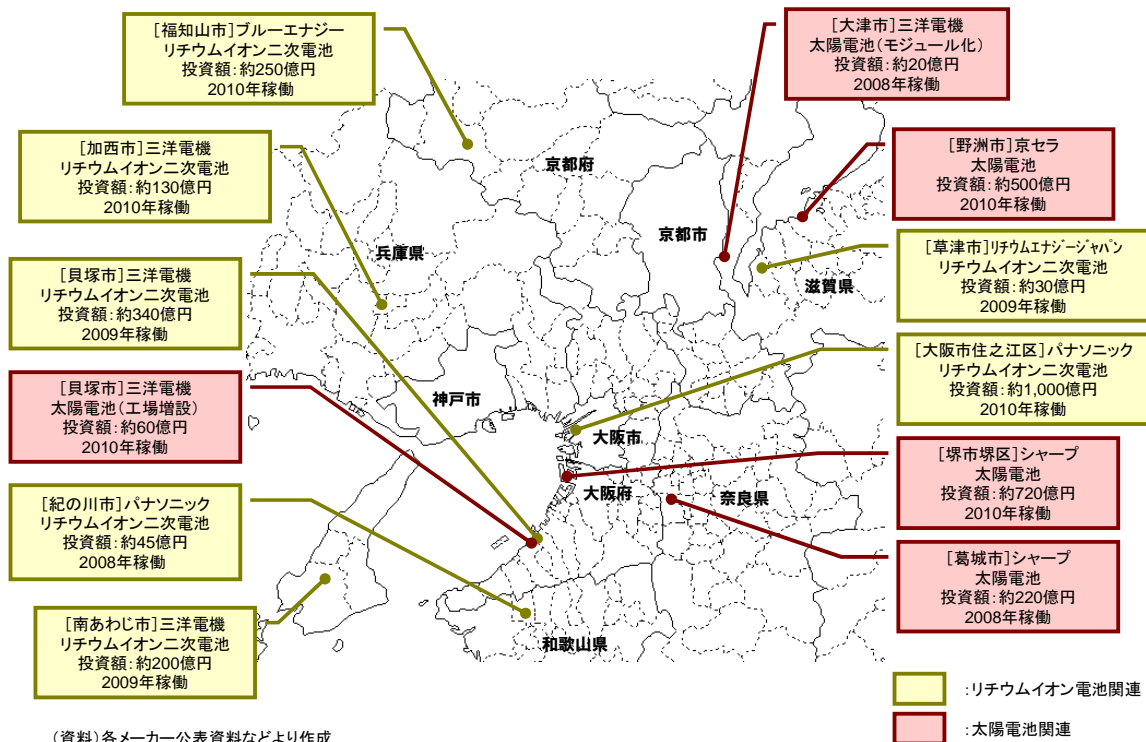 [福知山市]ブルーエナジー
リチウムイオン二次電池
投資額：約250億円
2010年稼働
[大津市]三洋電機
太陽電池(モジュール化)
投資額：約20億円
2008年稼働
[加西市]三洋電機
リチウムイオン二次電池
投資額：約130億円
2010年稼働
[野洲市]京セラ
太陽電池
投資額：約500億円
2010年稼働
[貝塚市]三洋電機
リチウムイオン二次電池
投資額：約340億円
2009年稼働
[草津市]リチウムエナジージャパン
リチウムイオン二次電池
投資額：約30億円
2009年稼働
[貝塚市]三洋電機
太陽電池(工場増設)
投資額：約60億円
2010年稼働
[大阪市住之江区]パナソニック
リチウムイオン二次電池
投資額：約1,000億円
2010年稼働
[紀の川市]パナソニック
リチウムイオン二次電池
投資額：約45億円
2008年稼働
[堺市堺区]シャープ
太陽電池
投資額：約720億円
2010年稼働
[南あわじ市]三洋電機
リチウムイオン二次電池
投資額：約200億円
2009年稼働
[葛城市]シャープ
太陽電池
投資額：約220億円
2008年稼働
京都府
京都市
兵庫県
滋賀県
神戸市
大阪市
大阪府
奈良県
和歌山県
：リチウムイオン電池関連
：太陽電池関連
(資料)各メーカー公表資料などより作成